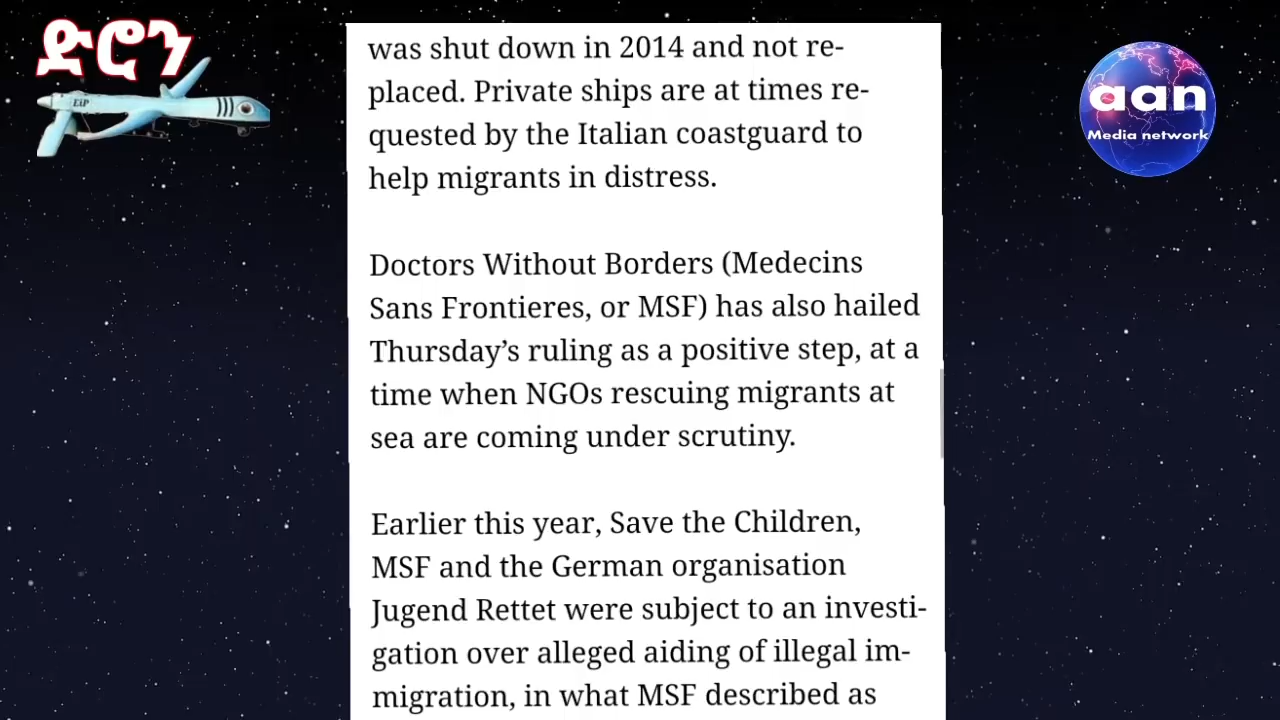 ድሮን
EiP
aan
Media network
was shut down in 2014 and not re-
placed. Private ships are at times re-
quested by the Italian coastguard to
help migrants in distress.
Doctors Without Borders (Medecins
Sans Frontieres, or MSF) has also hailed
Thursday’s ruling as a positive step, at a
time when NGOs rescuing migrants at
sea are coming under scrutiny.
Earlier this year, Save the Children,
MSF and the German organisation
Jugend Rettet were subject to an investi-
gation over alleged aiding of illegal im-
migration, in what MSF described as